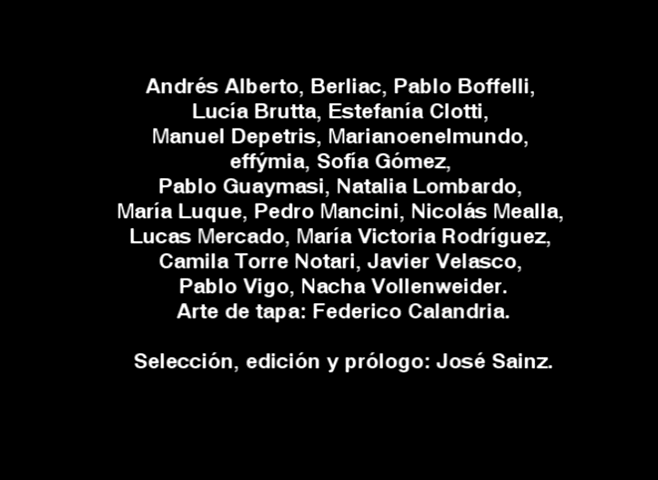 Andrés Alberto, Berliac, Pablo Boffelli,
Lucía Brutta, Estefanía Clotti,
Manuel Depetris, Marianoenelmundo,
effýmia, Sofía Gómez,
Pablo Guaymasi, Natalia Lombardo,
María Luque, Pedro Mancini, Nicolás Mealla,
Lucas Mercado, María Victoria Rodríguez,
Camila Torre Notari, Javier Velasco,
Pablo Vigo, Nacha Vollenweider.
Arte de tapa: Federico Calandria.
Selección, edición y prólogo: José Sainz.